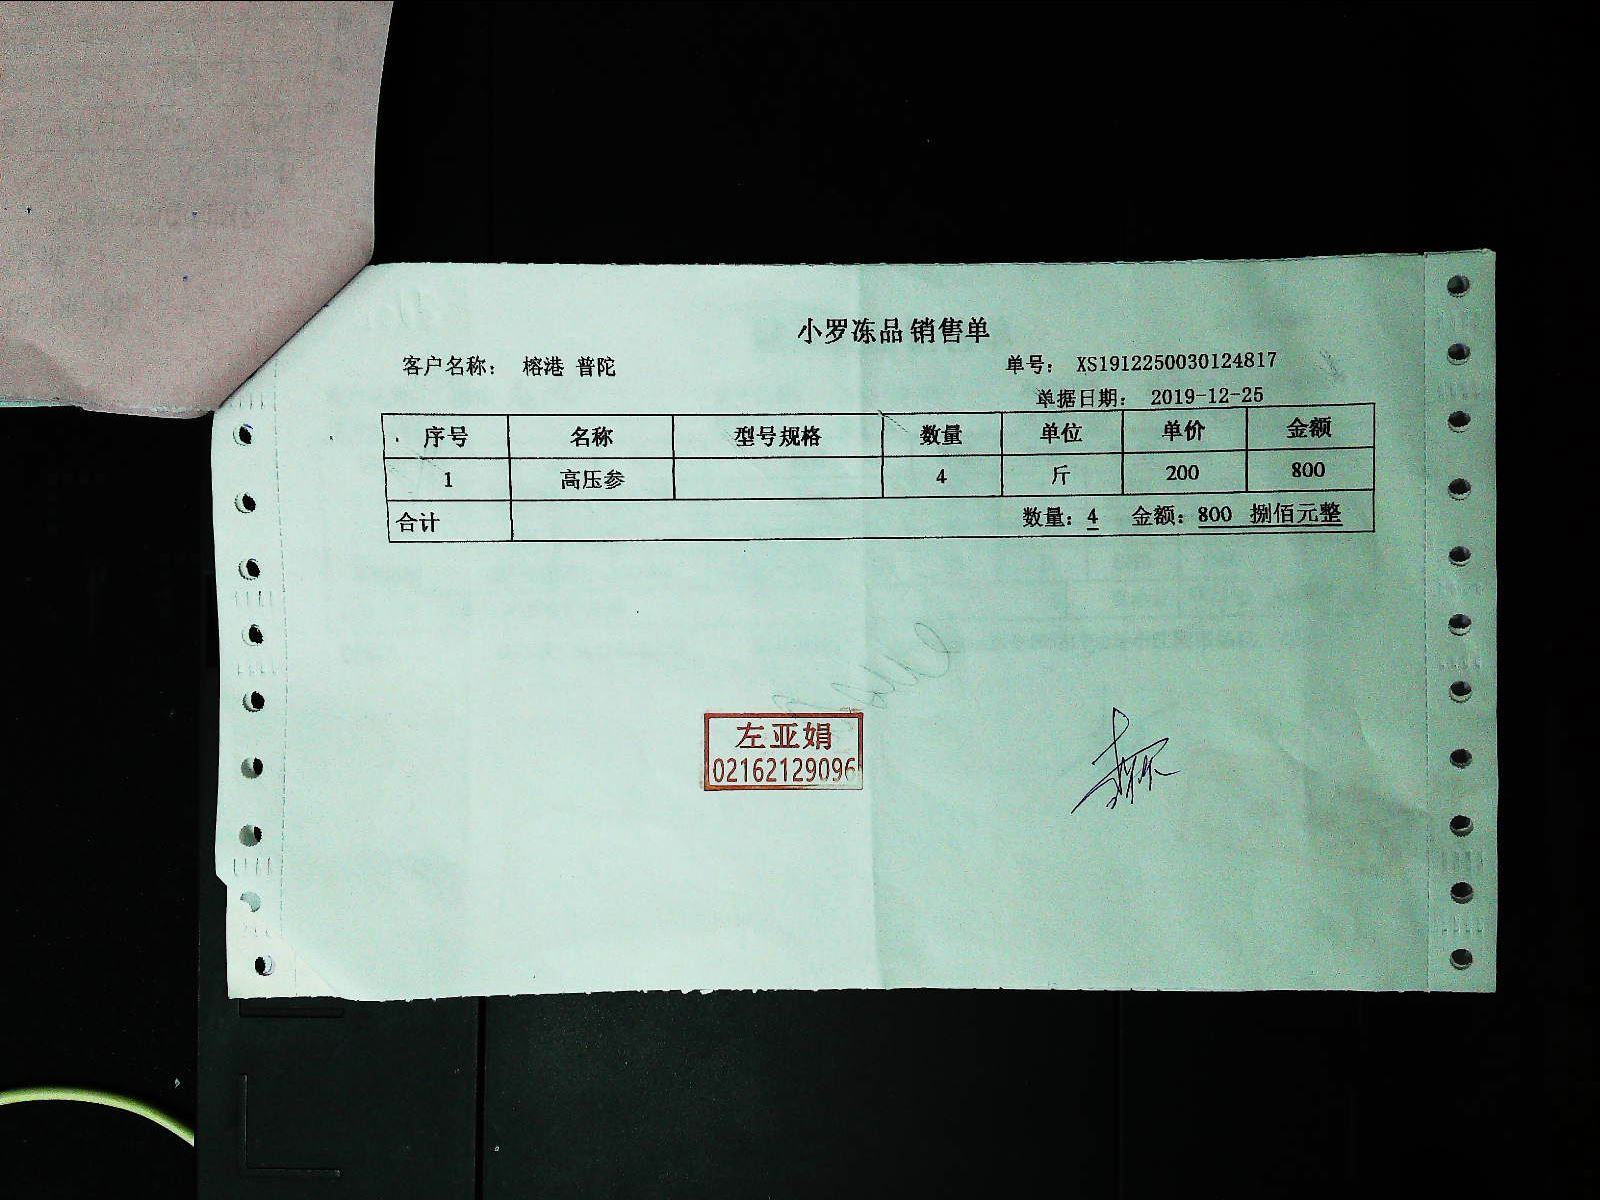 小罗冻品 销售单
客户名称： 榕港 普陀 单号： XS1912250030124817
单据日期： 2019-12-25
序号 名称 型号规格 数量 单位 单价 金额
1 高压参 4 斤 200 800
合计 数量：4 金额：800 捌佰元整
左亚娟
02162129096